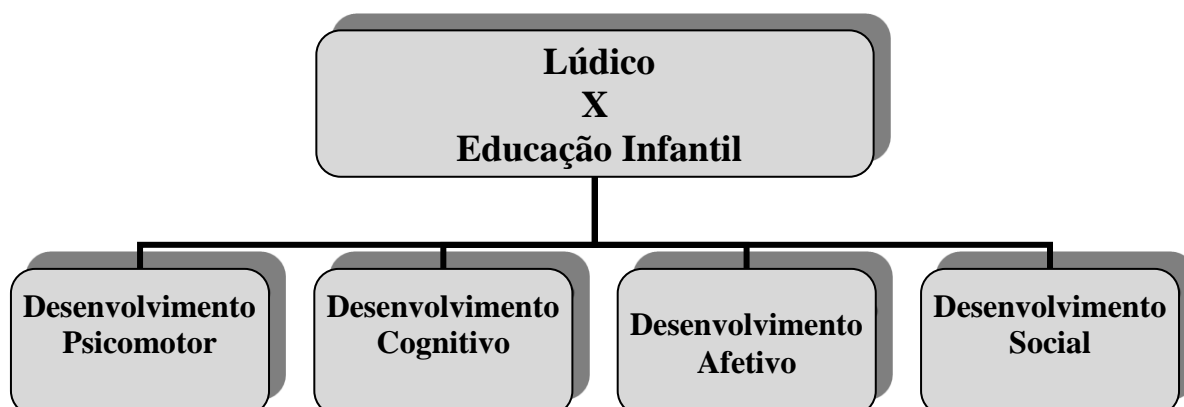 Lúdico
X
Educação Infantil
Desenvolvimento
Psicomotor
Desenvolvimento
Cognitivo
Desenvolvimento
Afetivo
Desenvolvimento
Social